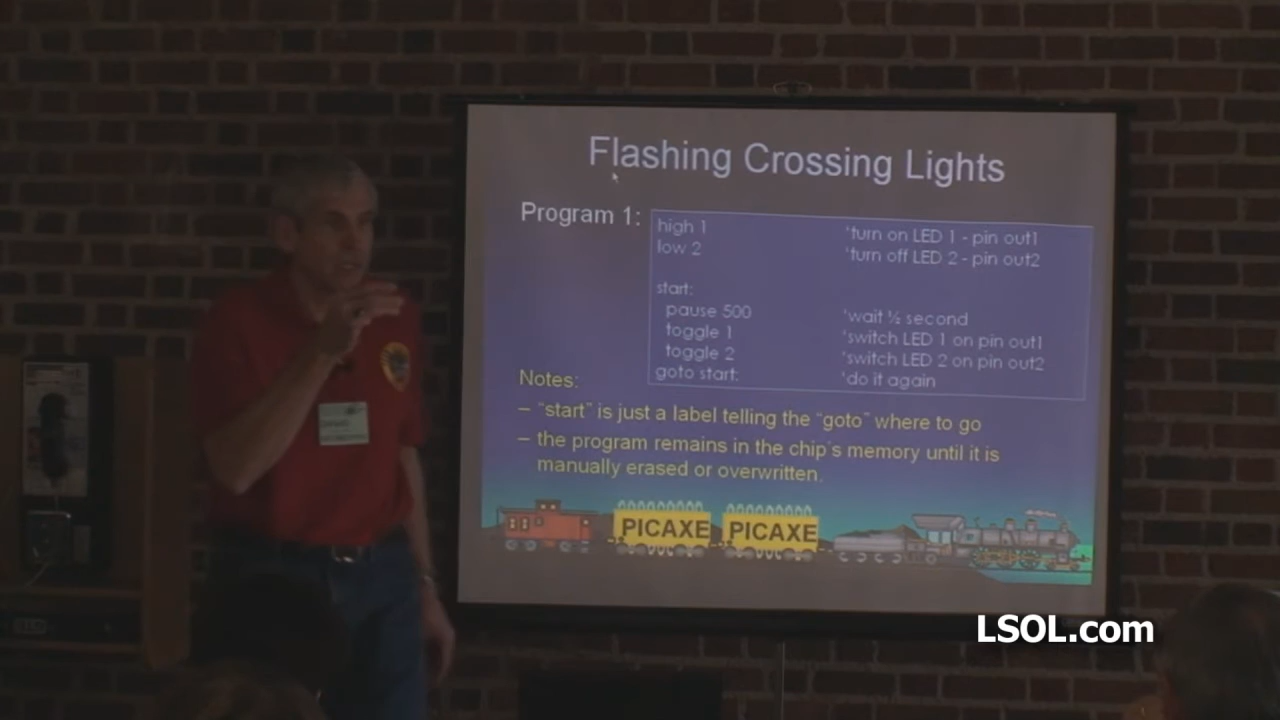 Flashing Crossing Lights
Program 1:
high 1 'turn on LED 1 - pin out1
low 2 'turn off LED 2 - pin out2
start:
pause 500 'wait ½ second
toggle 1 'switch LED 1 on pin out1
toggle 2 'switch LED 2 on pin out2
goto start: 'do it again
Notes:
– "start" is just a label telling the "goto" where to go
– the program remains in the chip's memory until it is
manually erased or overwritten.
PICAXE PICAXE
LSOL.com